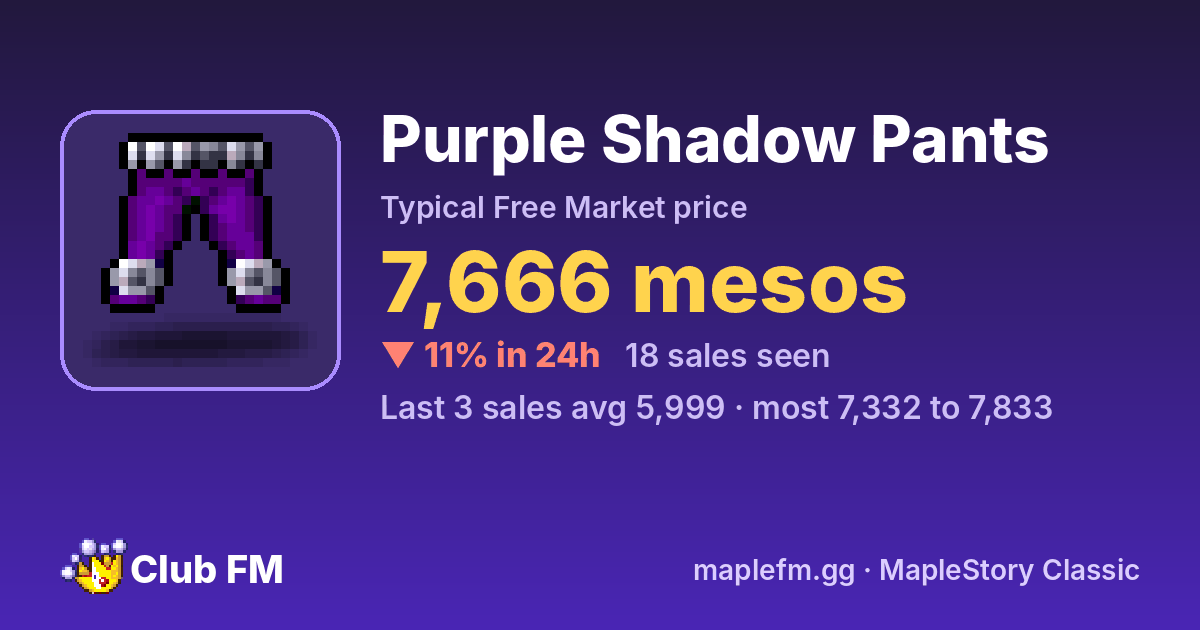 Purple Shadow Pants
Typical Free Market price
7,666 mesos
▼ 11% in 24h 18 sales seen
Last 3 sales avg 5,999 · most 7,332 to 7,833
Club FM
maplefm.gg · MapleStory Classic